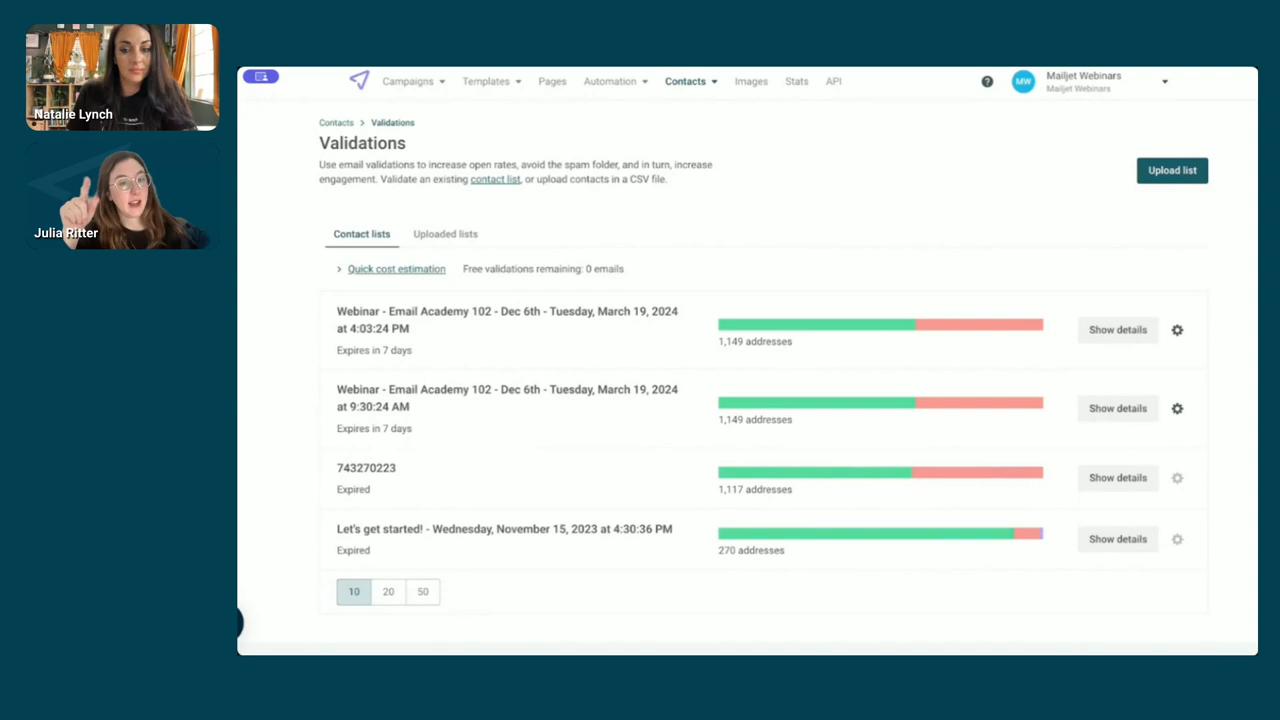 Natalie Lynch
Julia Ritter
Campaigns
Templates
Pages
Automation
Contacts
Images
Stats
API
?
MW
Mailjet Webinars
Mailjet Webinars
Contacts > Validations
Validations
Use email validations to increase open rates, avoid the spam folder, and in turn, increase
engagement. Validate an existing contact list, or upload contacts in a CSV file.
Upload list
Contact lists
Uploaded lists
Quick cost estimation
Free validations remaining: 0 emails
Webinar - Email Academy 102 - Dec 6th - Tuesday, March 19, 2024
at 4:03:24 PM
Expires in 7 days
1,149 addresses
Show details
Webinar - Email Academy 102 - Dec 6th - Tuesday, March 19, 2024
at 9:30:24 AM
Expires in 7 days
1,149 addresses
Show details
743270223
Expired
1,117 addresses
Show details
Let's get started! - Wednesday, November 15, 2023 at 4:30:36 PM
Expired
270 addresses
Show details
10
20
50